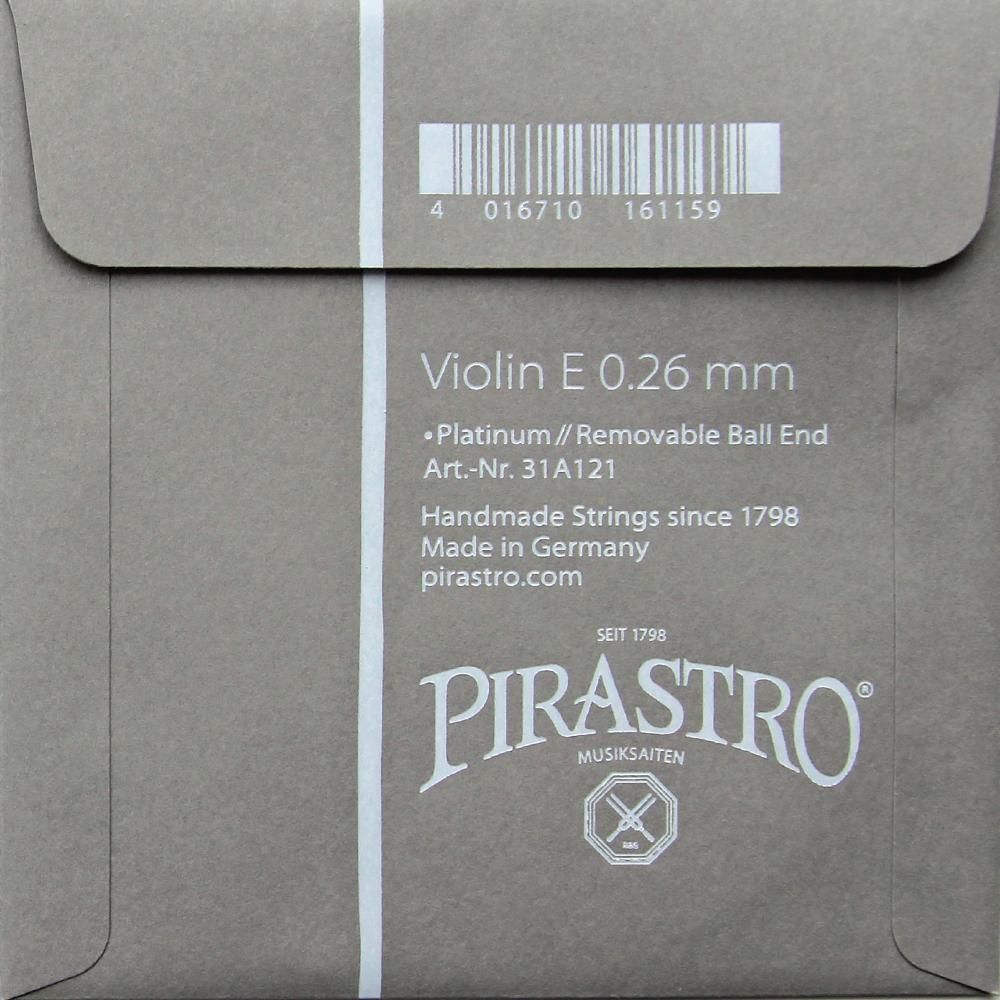 4 016710 161159
Violin E 0.26 mm
•Platinum // Removable Ball End
Art.-Nr. 31A121
Handmade Strings since 1798
Made in Germany
pirastro.com
SEIT 1798
PIRASTRO®
MUSIKSAITEN